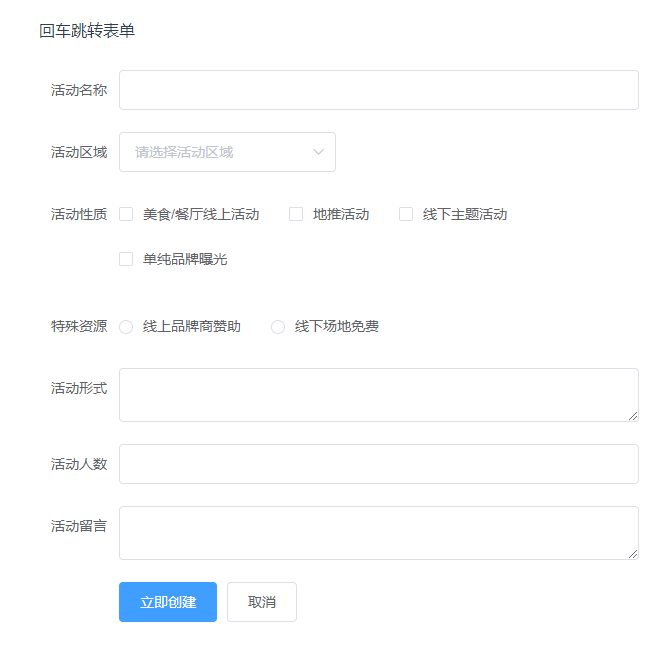 回车跳转表单
活动名称
活动区域 请选择活动区域
活动性质 美食/餐厅线上活动 地推活动 线下主题活动
单纯品牌曝光
特殊资源 线上品牌商赞助 线下场地免费
活动形式
活动人数
活动留言
立即创建 取消